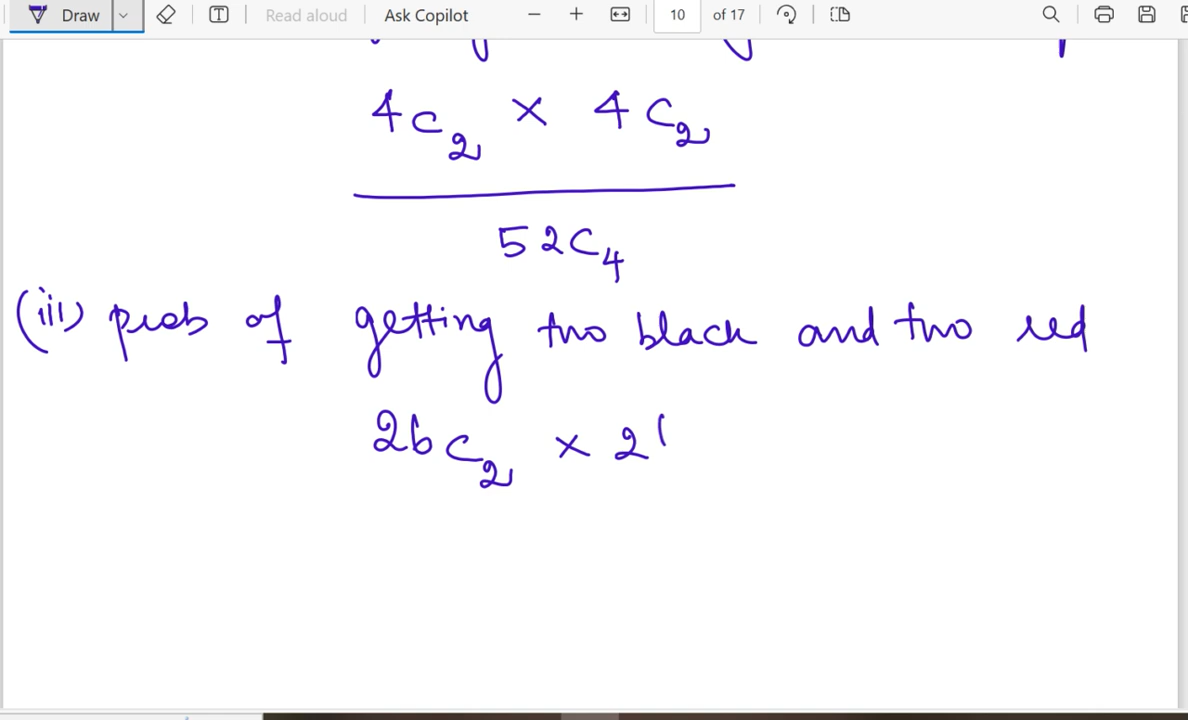 Draw Read aloud Ask Copilot 10 of 17
4C2 × 4C2
52C4
(iii) prob of getting two black and two red
26C2 × 2